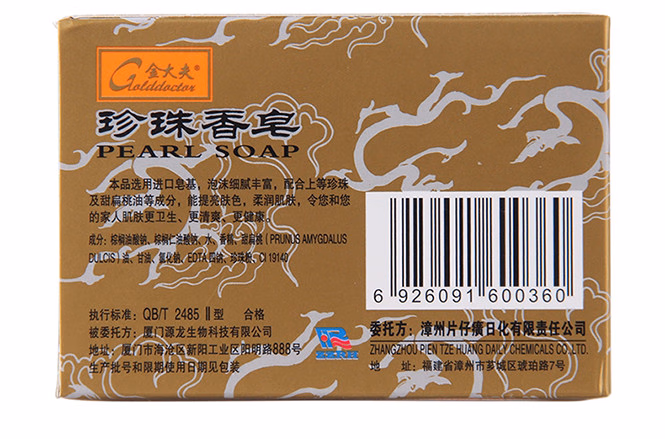 金大夫®
Golddoctor
珍珠香皂
PEARL SOAP
本品选用进口皂基，泡沫细腻丰富，配合上等珍珠
及甜扁桃油等成分，能提亮肤色，柔润肌肤，令您和您
的家人肌肤更卫生、更清爽、更健康。
成分：棕榈油酸钠、棕榈仁油酸钠、水、香精、甜扁桃（PRUNUS AMYGDALUS
DULCIS）油、甘油、氯化钠、EDTA 四钠、珍珠粉、CI 19140
6 926091 600360
执行标准：QB/T 2485 Ⅱ型 合格
被委托方：厦门源龙生物科技有限公司
地址：厦门市海沧区新阳工业区阳明路888号
生产批号和限期使用日期见包装
委托方：漳州片仔癀日化有限责任公司
ZHANGZHOU PIEN TZE HUANG DAILY CHEMICALS CO.,LTD.
地 址：福建省漳州市芗城区琥珀路7号